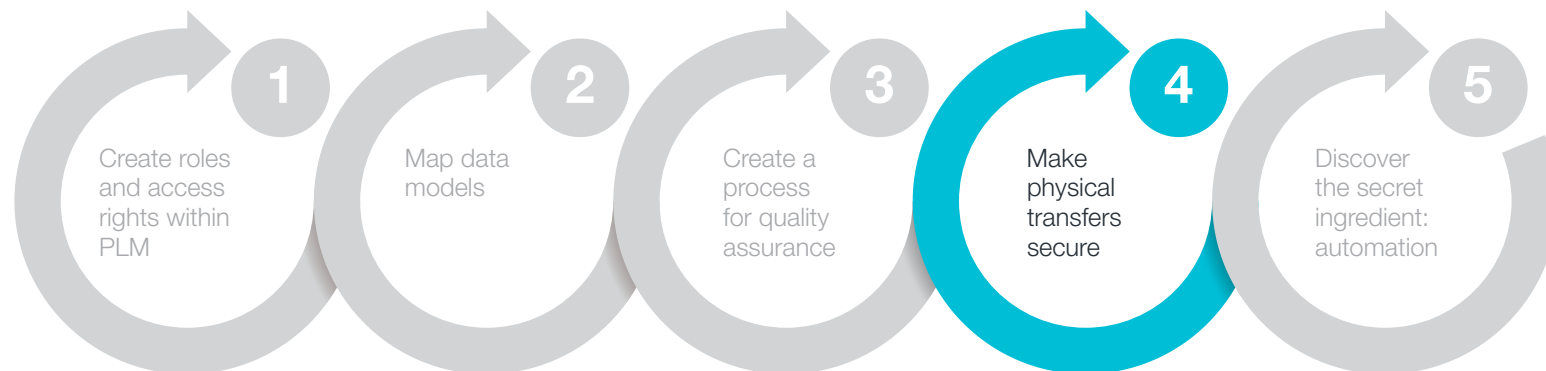 1
Create roles
and access
rights within
PLM
2
Map data
models
3
Create a
process
for quality
assurance
4
Make
physical
transfers
secure
5
Discover
the secret
ingredient:
automation